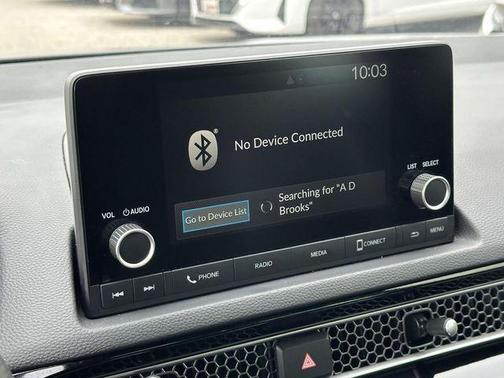 10:03
No Device Connected
LIST SELECT
VOL AUDIO
Go to Device List
Searching for "A D
Brooks"
PHONE
RADIO
MEDIA
CONNECT
MENU